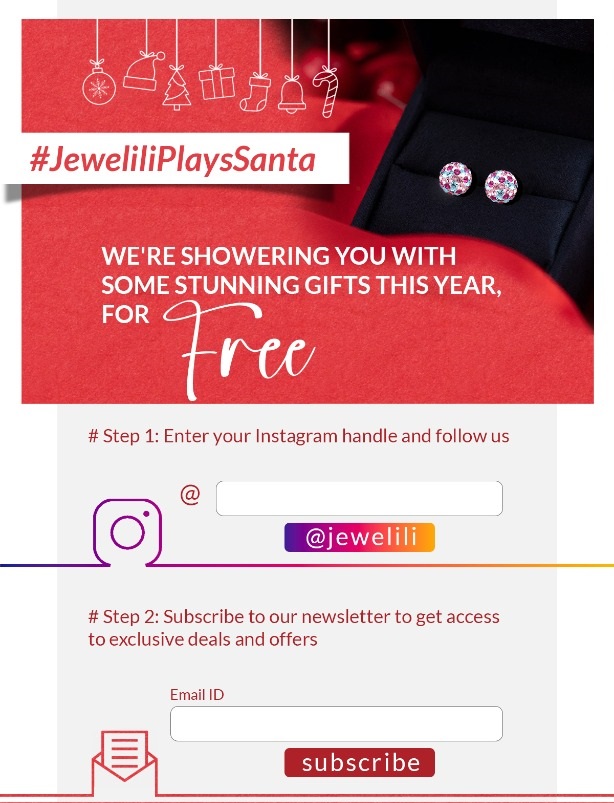 #JeweliliPlaysSanta
WE'RE SHOWERING YOU WITH
SOME STUNNING GIFTS THIS YEAR,
FOR Free
# Step 1: Enter your Instagram handle and follow us
@
@jewelili
# Step 2: Subscribe to our newsletter to get access
to exclusive deals and offers
Email ID
subscribe